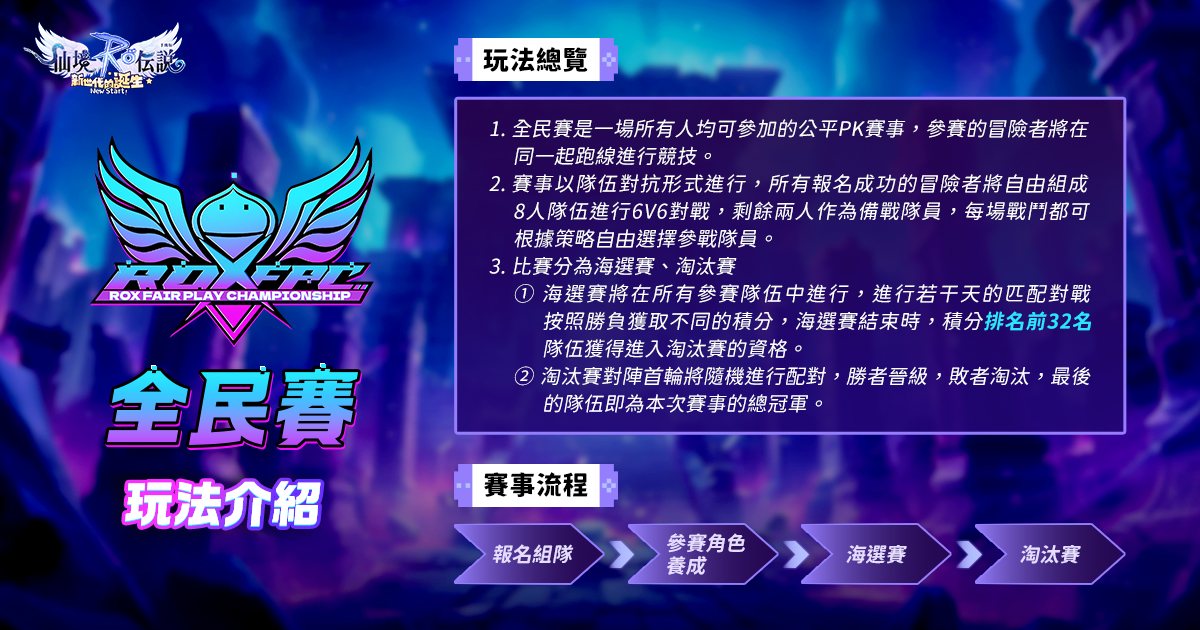 仙境RO伝説
新世代的誕生
New Start!
ROXFPC
ROX FAIR PLAY CHAMPIONSHIP
全民賽
玩法介紹
玩法總覽
1. 全民賽是一場所有人均可參加的公平PK賽事，參賽的冒險者將在
同一起跑線進行競技。
2. 賽事以隊伍對抗形式進行，所有報名成功的冒險者將自由組成
8人隊伍進行6V6對戰，剩餘兩人作為備戰隊員，每場戰鬥都可
根據策略自由選擇參戰隊員。
3. 比賽分為海選賽、淘汰賽
① 海選賽將在所有參賽隊伍中進行，進行若干天的匹配對戰
按照勝負獲取不同的積分，海選賽結束時，積分排名前32名
隊伍獲得進入淘汰賽的資格。
② 淘汰賽對陣首輪將隨機進行配對，勝者晉級，敗者淘汰，最後
的隊伍即為本次賽事的總冠軍。
賽事流程
報名組隊
參賽角色
養成
海選賽
淘汰賽